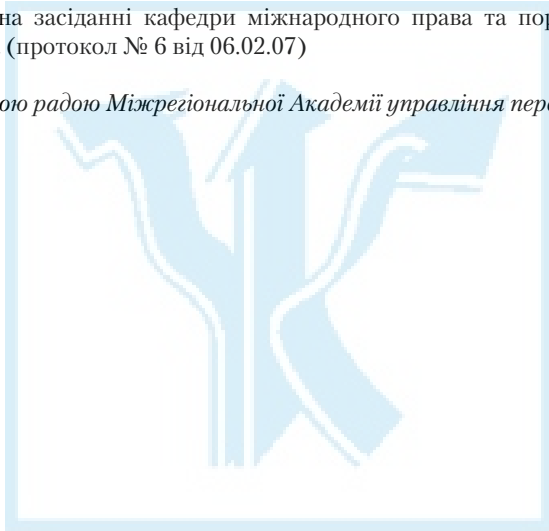 на засіданні кафедри міжнародного права та пор
(протокол № 6 від 06.02.07)
ою радою Міжрегіональної Академії управління перс